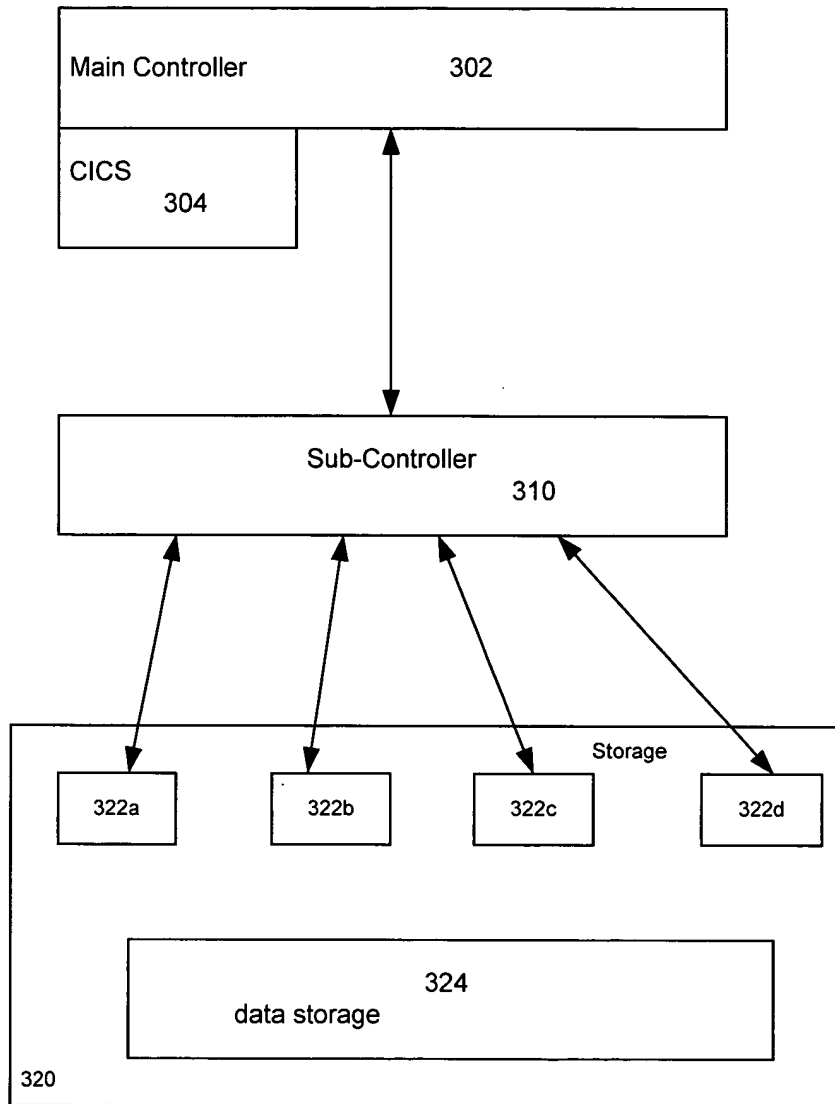 Main Controller 302
CICS
304
Sub-Controller
310
Storage
322a 322b 322c 322d
324
data storage
320